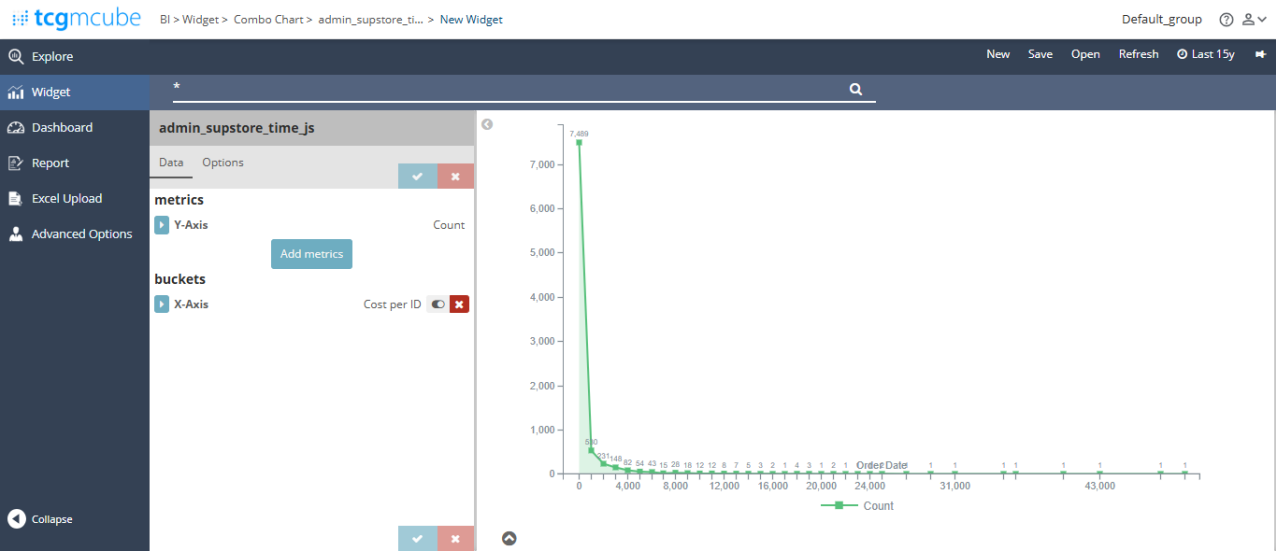 tcgmcube
BI > Widget > Combo Chart > admin_supstore_ti... > New Widget
Default_group
Explore
New Save Open Refresh Last 15y
Widget
*
Dashboard
Report
Excel Upload
Advanced Options
Collapse
admin_supstore_time_js
Data Options
metrics
Y-Axis Count
Add metrics
buckets
X-Axis Cost per ID
7,489
7,000
6,000
5,000
4,000
3,000
2,000
1,000
0
231 148 82 54 43 15 28 18 12 12 8 7 5 3 2 1 4 3 1 2 1 1 1 1 1 1 1 1 1 1
Order Date
0 4,000 8,000 12,000 16,000 20,000 24,000 31,000 43,000
Count